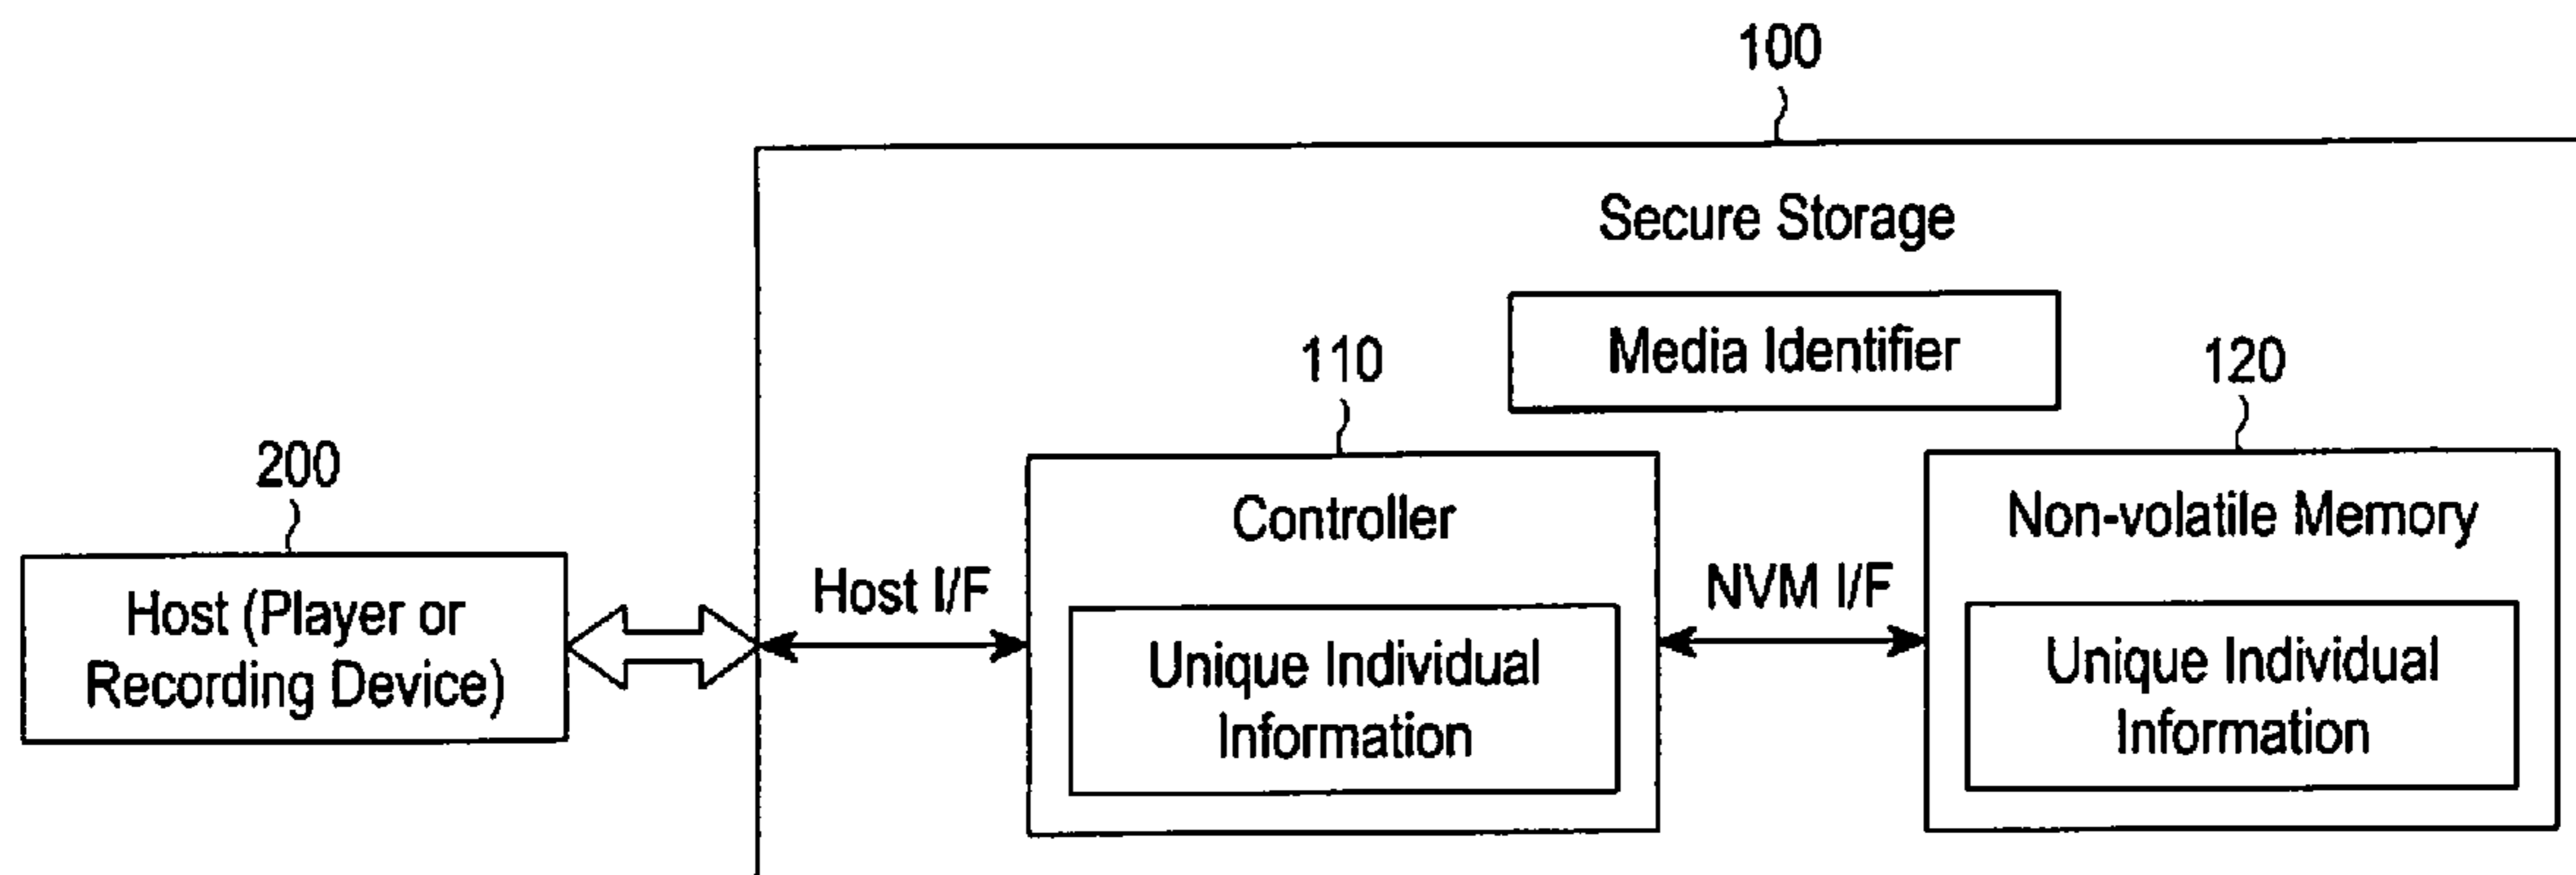 100
Secure Storage
Media Identifier
110
120
200
Controller
Non-volatile Memory
Host (Player or
Recording Device)
Host I/F
NVM I/F
Unique Individual
Information
Unique Individual
Information